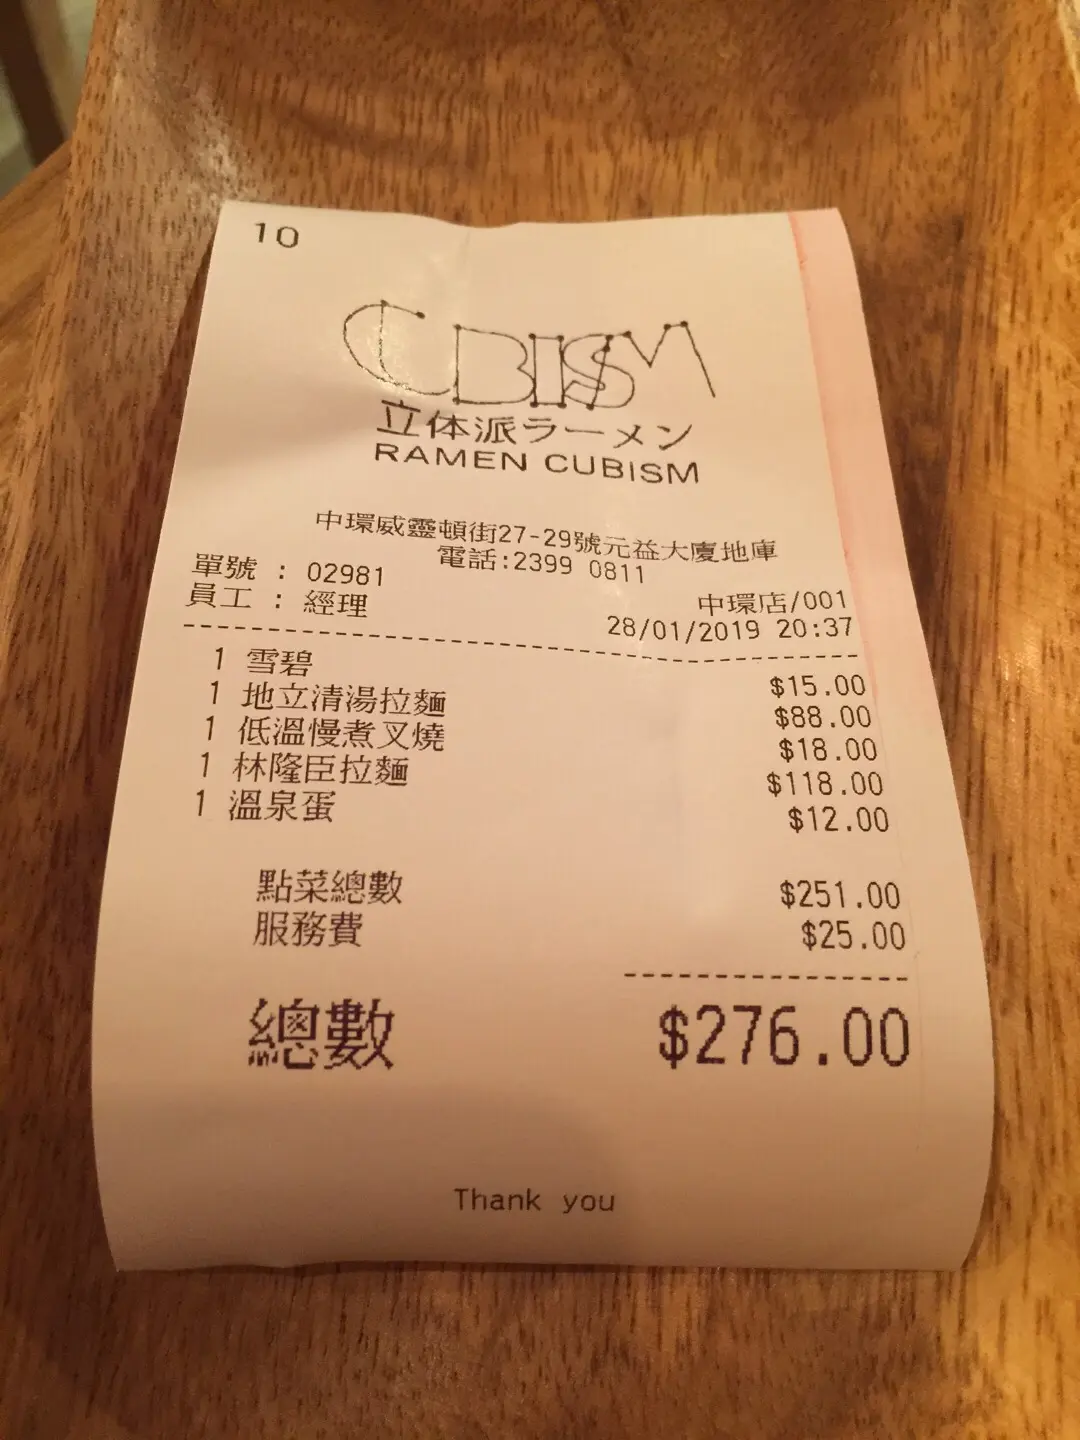 10
CUBISM
立体派ラーメン
RAMEN CUBISM
中環威靈頓街27-29號元益大廈地庫
電話:2399 0811
單號 : 02981
中環店/001
員工 : 經理
28/01/2019 20:37
1 雪碧 $15.00
1 地立清湯拉麵 $88.00
1 低溫慢煮叉燒 $18.00
1 林隆臣拉麵 $118.00
1 溫泉蛋 $12.00
點菜總數 $251.00
服務費 $25.00
總數 $276.00
Thank you